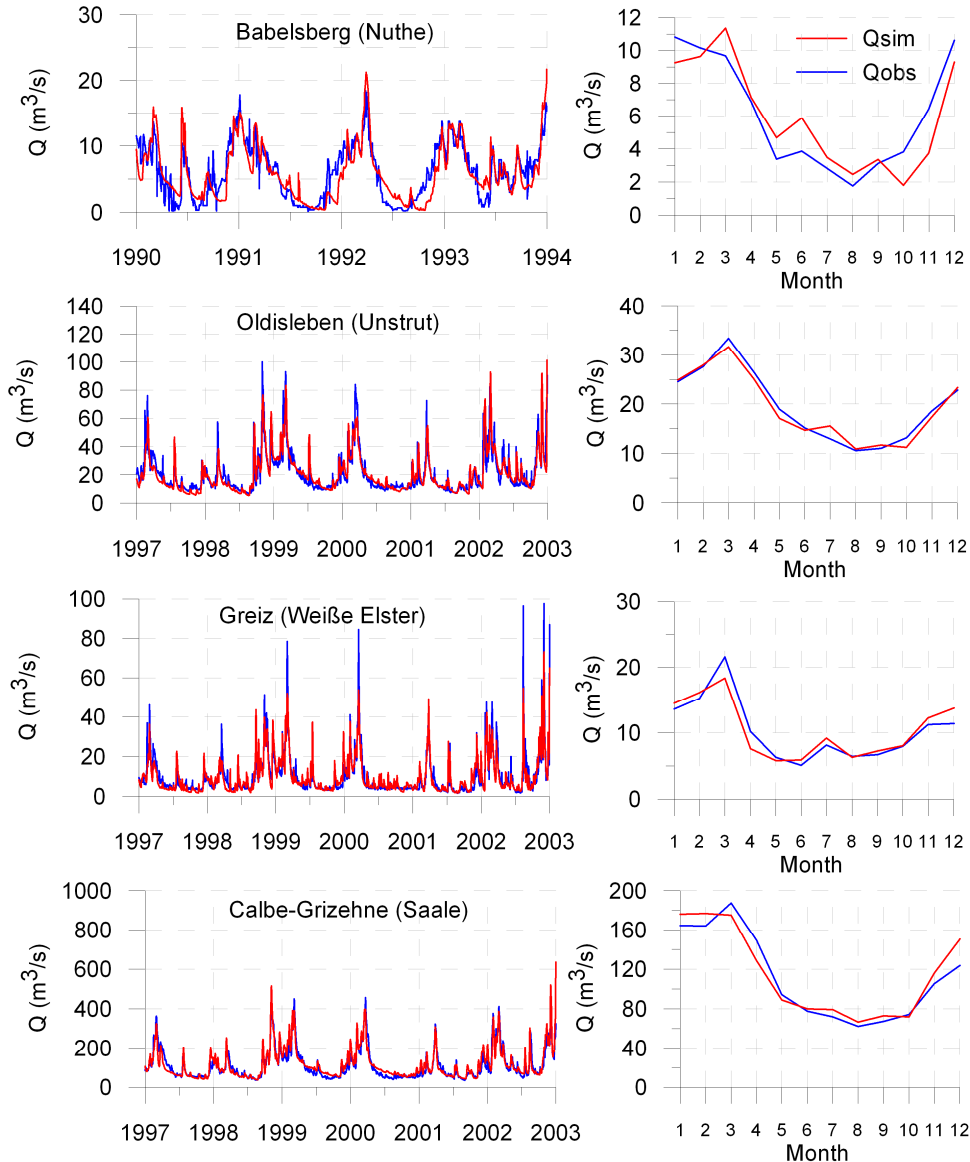 Babelsberg (Nuthe)
Q (m³/s)
30
20
10
0
1990 1991 1992 1993 1994
Qsim
Qobs
Q (m³/s)
12
10
8
6
4
2
0
1 2 3 4 5 6 7 8 9 10 11 12
Month
Oldisleben (Unstrut)
Q (m³/s)
140
120
100
80
60
40
20
0
1997 1998 1999 2000 2001 2002 2003
Q (m³/s)
40
30
20
10
0
1 2 3 4 5 6 7 8 9 10 11 12
Month
Greiz (Weiße Elster)
Q (m³/s)
100
80
60
40
20
0
1997 1998 1999 2000 2001 2002 2003
Q (m³/s)
30
20
10
0
1 2 3 4 5 6 7 8 9 10 11 12
Month
Calbe-Grizehne (Saale)
Q (m³/s)
1000
800
600
400
200
0
1997 1998 1999 2000 2001 2002 2003
Q (m³/s)
200
160
120
80
40
0
1 2 3 4 5 6 7 8 9 10 11 12
Month